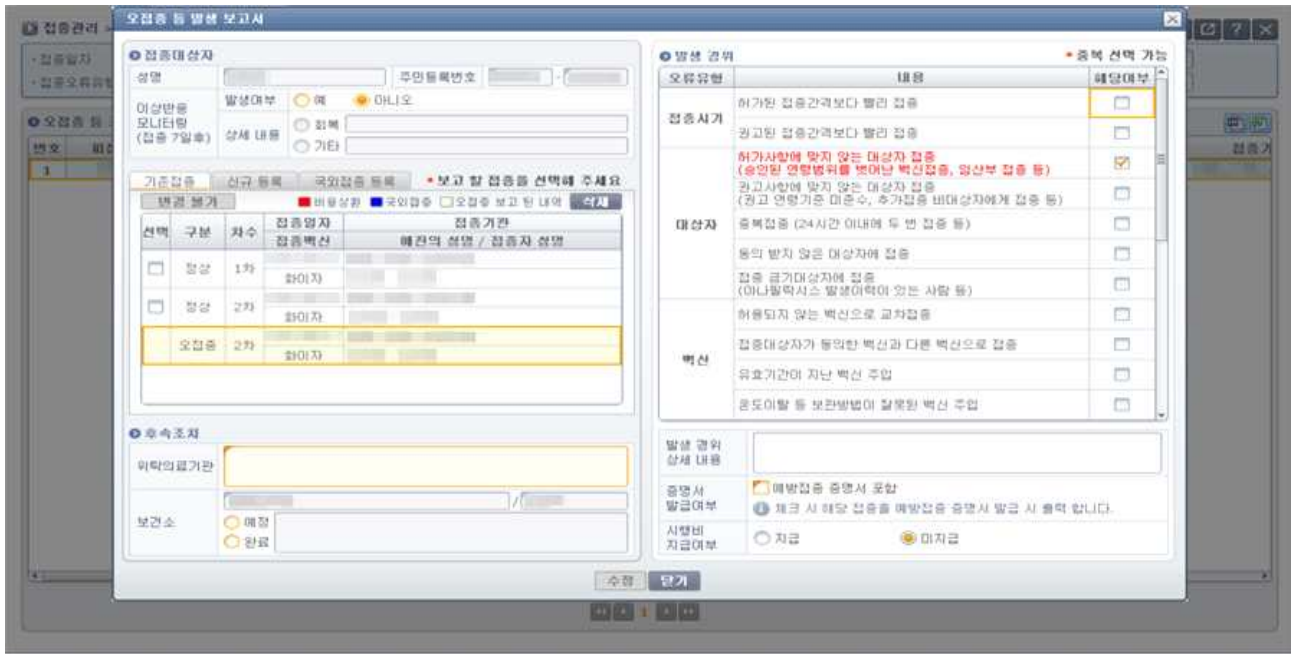 오접종 등 발생 보고서
접종관리
접종일자
접종오류유형
오접종 등
번호
1
접종기
접종대상자
성명
주민등록번호
-
이상반응
모니터링
(접종 7일후)
발생여부
예
아니오
상세 내용
회복
기타
기존접종
신규 등록
국외접종 등록
*보고 할 접종을 선택해 주세요
변경 불가
비용상환
국외접종
오접종 보고 된 내역
삭제
선택
구분
차수
접종일자
접종기관
접종백신
예진의 성명 / 접종자 성명
정상
1차
화이자
정상
2차
화이자
오접종
2차
화이자
후속조치
위탁의료기관
보건소
/
예정
완료
발생 경위
*중복 선택 가능
오류유형
내용
해당여부
접종시기
허가된 접종간격보다 빨리 접종
권고된 접종간격보다 빨리 접종
대상자
허가사항에 맞지 않는 대상자 접종
(승인된 연령범위를 벗어난 백신접종, 임산부 접종 등)
권고사항에 맞지 않는 대상자 접종
(권고 연령기준 미준수, 추가접종 비대상자에게 접종 등)
중복접종 (24시간 이내에 두 번 접종 등)
동의 받지 않은 대상자에 접종
접종 금기대상자에 접종
(아나필락시스 발생이력이 있는 사람 등)
백신
허용되지 않는 백신으로 교차접종
접종대상자가 동의한 백신과 다른 백신으로 접종
유효기간이 지난 백신 주입
온도이탈 등 보관방법이 잘못된 백신 주입
발생 경위
상세 내용
증명서
발급여부
예방접종 증명서 포함
체크 시 해당 접종을 예방접종 증명서 발급 시 출력 합니다.
시행비
지급여부
지급
미지급
수정
닫기
1